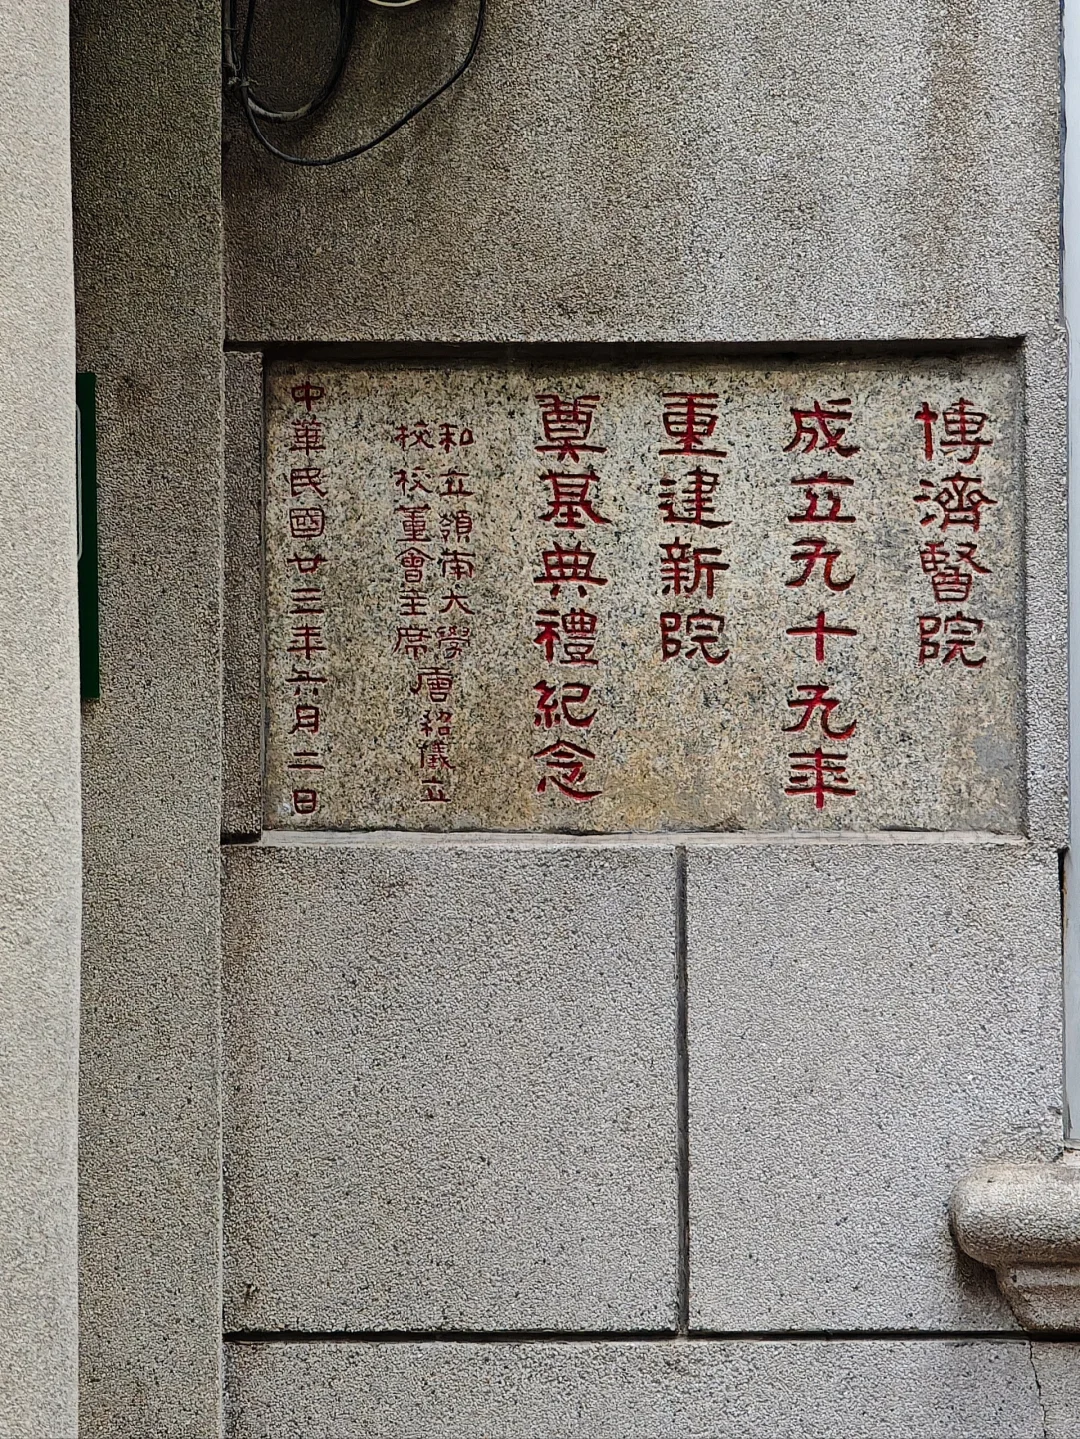 博濟醫院
成立九十九年
重建新院
奠基典禮紀念
私立嶺南大學
校校董會主席
唐紹儀立
中華民國廿三年六月二日